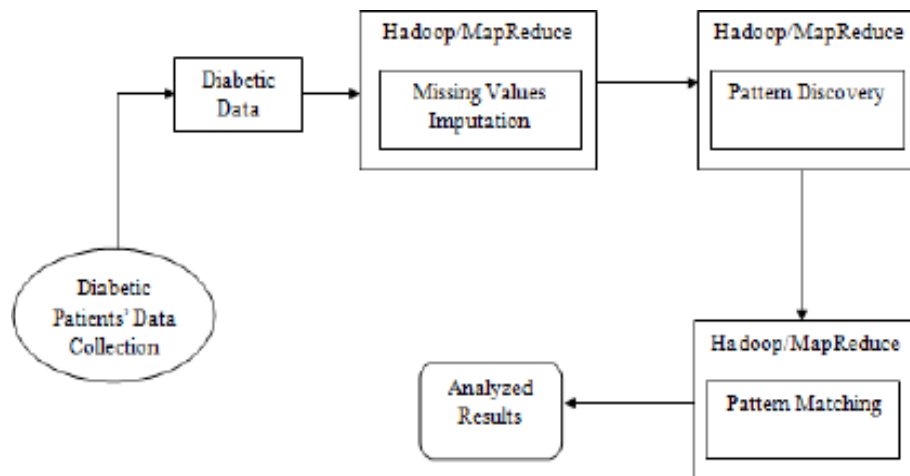 Diabetic
Patients' Data
Collection
Diabetic
Data
Hadoop/MapReduce
Missing Values
Imputation
Hadoop/MapReduce
Pattern Discovery
Hadoop/MapReduce
Pattern Matching
Analyzed
Results